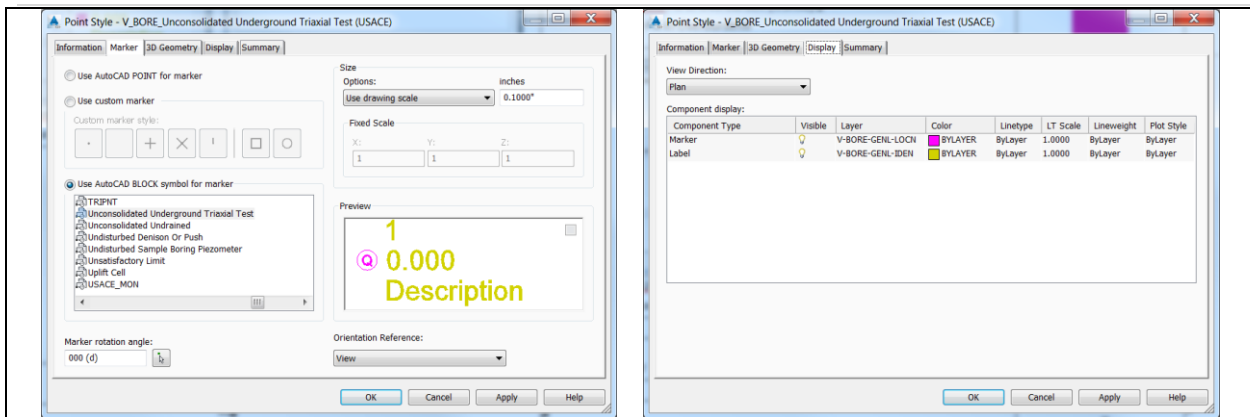 Point Style - V_BORE_Unconsolidated Underground Triaxial Test (USACE)
Information Marker 3D Geometry Display Summary
Use AutoCAD POINT for marker
Use custom marker
Custom marker style:
Use AutoCAD BLOCK symbol for marker
TRIPNT
Unconsolidated Underground Triaxial Test
Unconsolidated Undrained
Undisturbed Denison Or Push
Undisturbed Sample Boring Piezometer
Unsatisfactory Limit
Uplift Cell
USACE_MON
Marker rotation angle:
000 (d)
Size
Options: inches
Use drawing scale 0.1000"
Fixed Scale
X: Y: Z:
1 1 1
Preview
1
Q 0.000
Description
Orientation Reference:
View
OK Cancel Apply Help
Point Style - V_BORE_Unconsolidated Underground Triaxial Test (USACE)
Information Marker 3D Geometry Display Summary
View Direction:
Plan
Component display:
Component Type Visible Layer Color Linetype LT Scale Lineweight Plot Style
Marker V-BORE-GENL-LOCN BYLAYER ByLayer 1.0000 ByLayer ByLayer
Label V-BORE-GENL-IDEN BYLAYER ByLayer 1.0000 ByLayer ByLayer
OK Cancel Apply Help